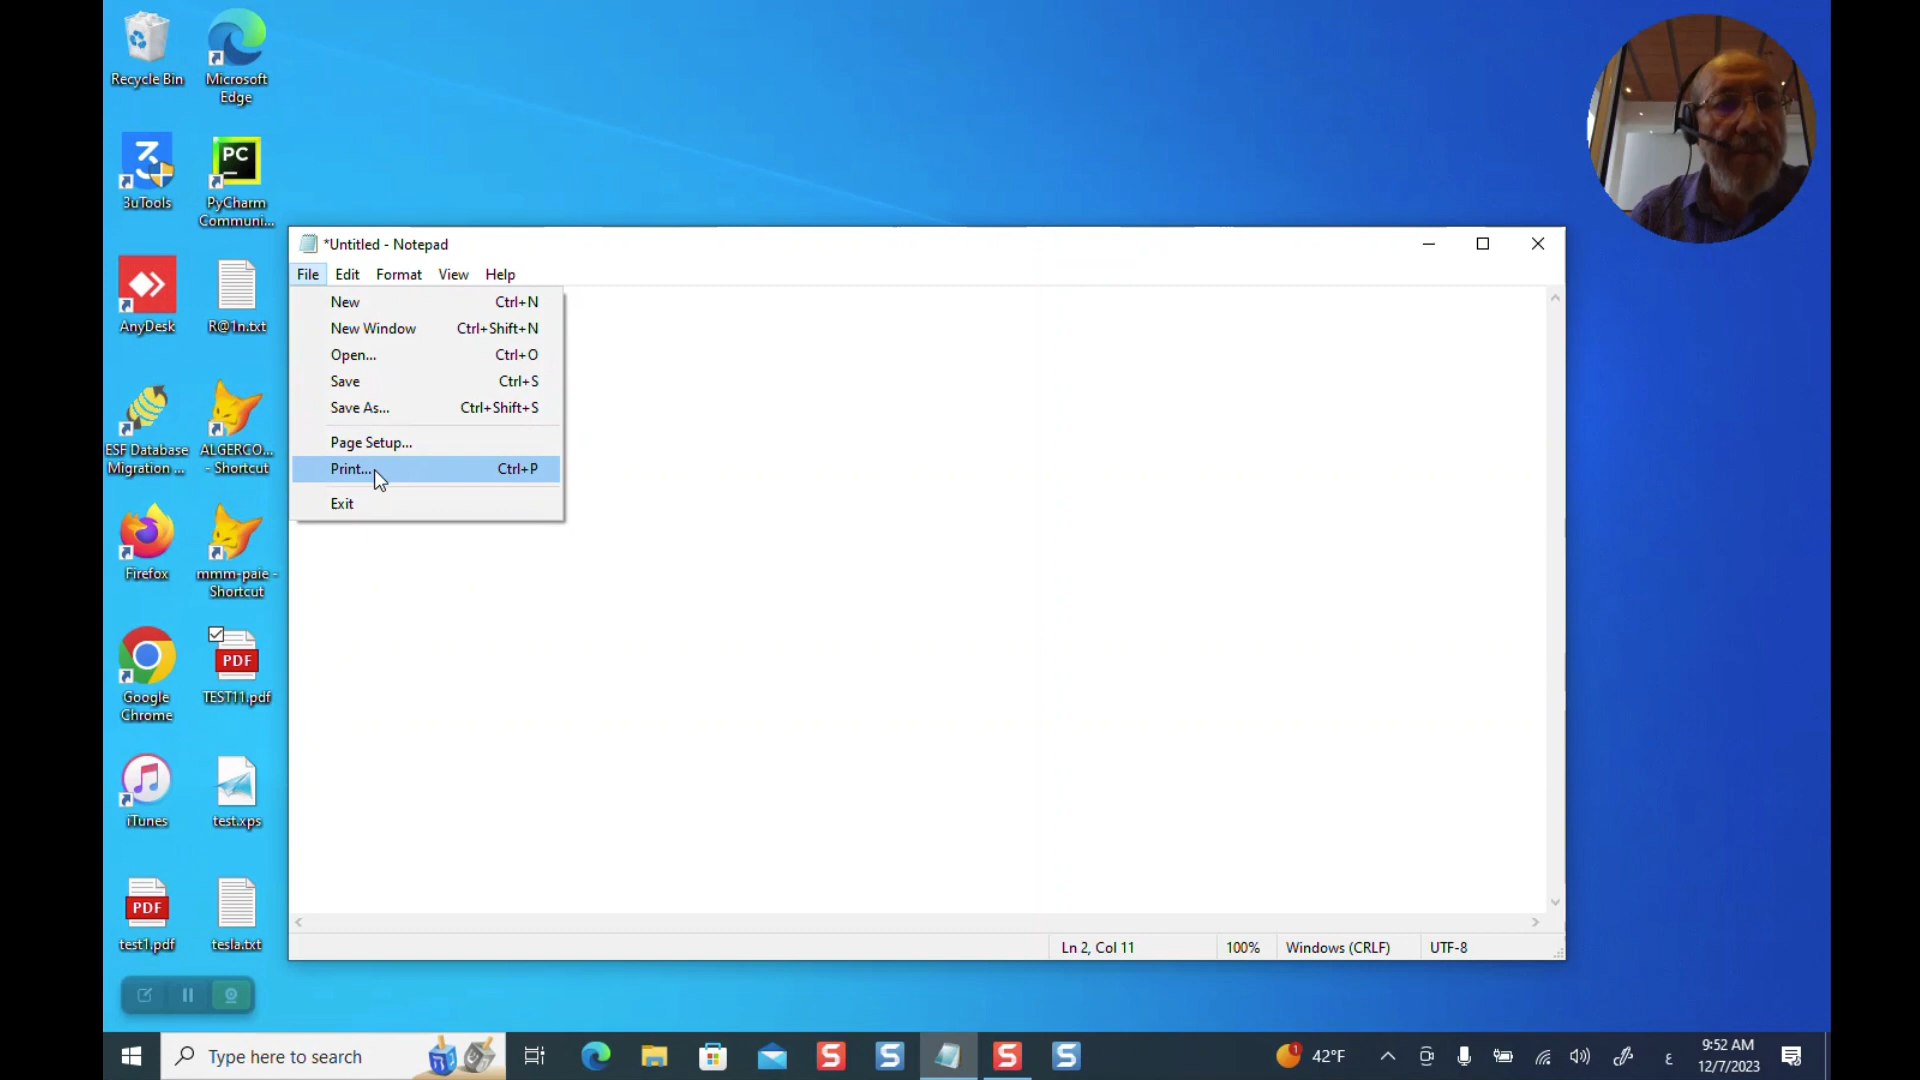 Recycle Bin
Microsoft
Edge
3uTools
PC
PyCharm
Communi...
AnyDesk
R@1n.txt
ESF Database
Migration ...
ALGERCO...
- Shortcut
Firefox
mmm-paie -
Shortcut
Google
Chrome
PDF
TEST11.pdf
iTunes
test.xps
PDF
test1.pdf
tesla.txt
*Untitled - Notepad
File Edit Format View Help
New Ctrl+N
New Window Ctrl+Shift+N
Open... Ctrl+O
Save Ctrl+S
Save As... Ctrl+Shift+S
Page Setup...
Print... Ctrl+P
Exit
Ln 2, Col 11 100% Windows (CRLF) UTF-8
Type here to search
S S S S
1
42°F
ع
9:52 AM
12/7/2023